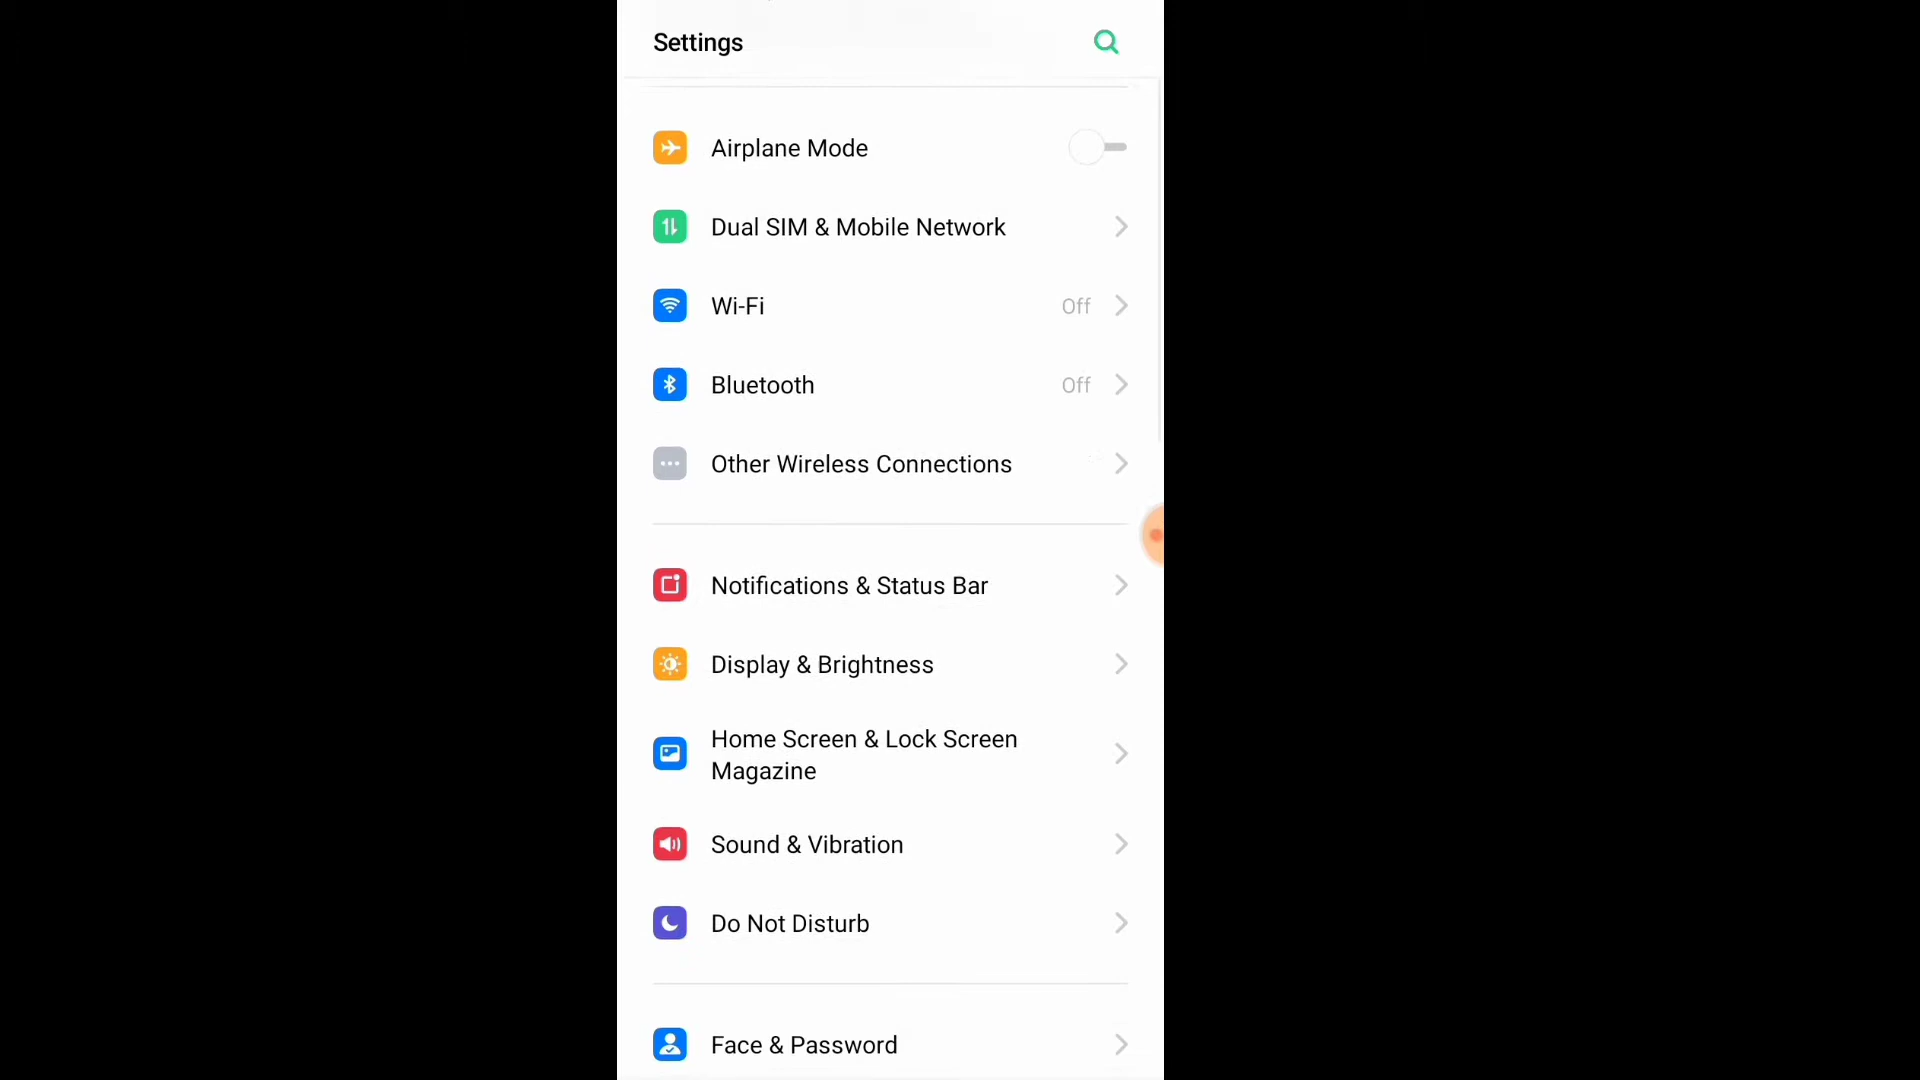 Settings
Airplane Mode
Dual SIM & Mobile Network
Wi-Fi Off
Bluetooth Off
Other Wireless Connections
Notifications & Status Bar
Display & Brightness
Home Screen & Lock Screen
Magazine
Sound & Vibration
Do Not Disturb
Face & Password